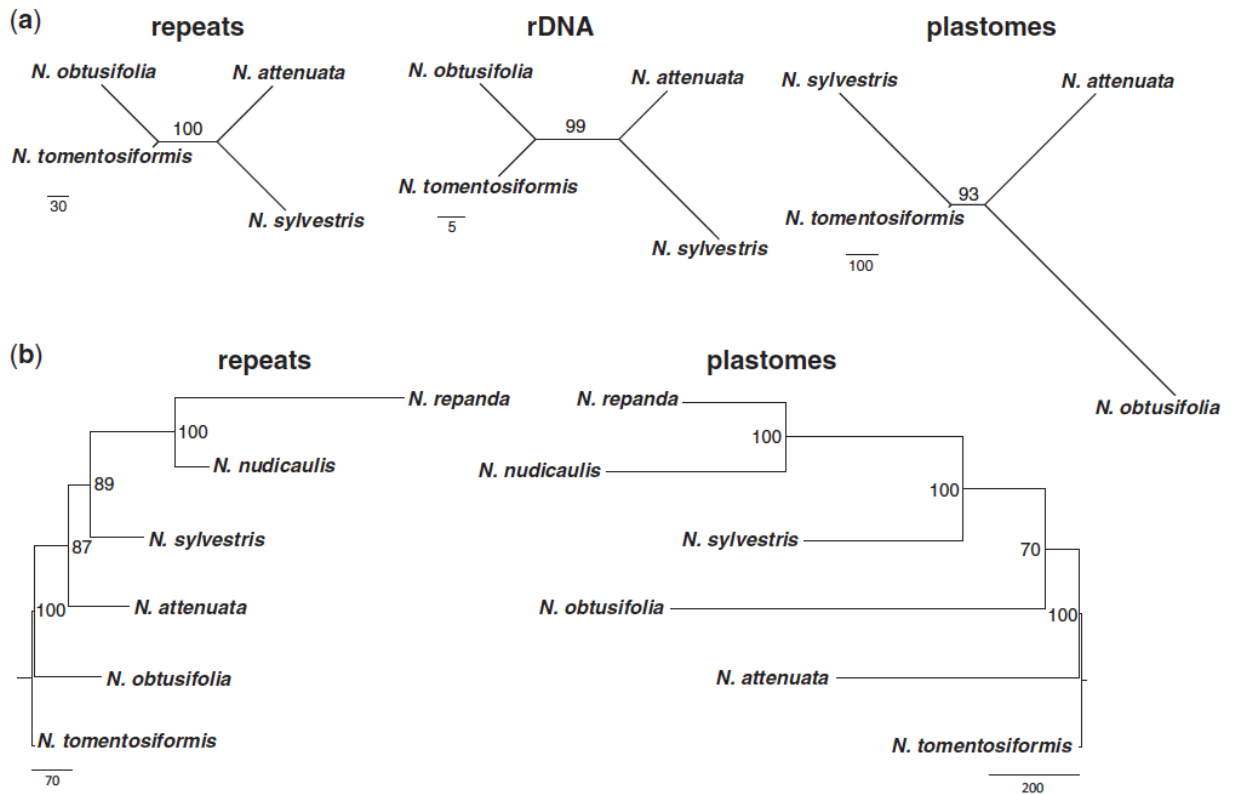 (a)
repeats
rDNA
plastomes
N. obtusifolia
N. attenuata
100
N. tomentosiformis
30
N. sylvestris
N. obtusifolia
N. attenuata
99
N. tomentosiformis
5
N. sylvestris
N. sylvestris
N. attenuata
93
N. tomentosiformis
100
N. obtusifolia
(b)
repeats
plastomes
N. repanda
100
N. nudicaulis
89
N. sylvestris
87
N. attenuata
100
N. obtusifolia
N. tomentosiformis
70
N. repanda
100
N. nudicaulis
100
N. sylvestris
70
N. obtusifolia
100
N. attenuata
N. tomentosiformis
200